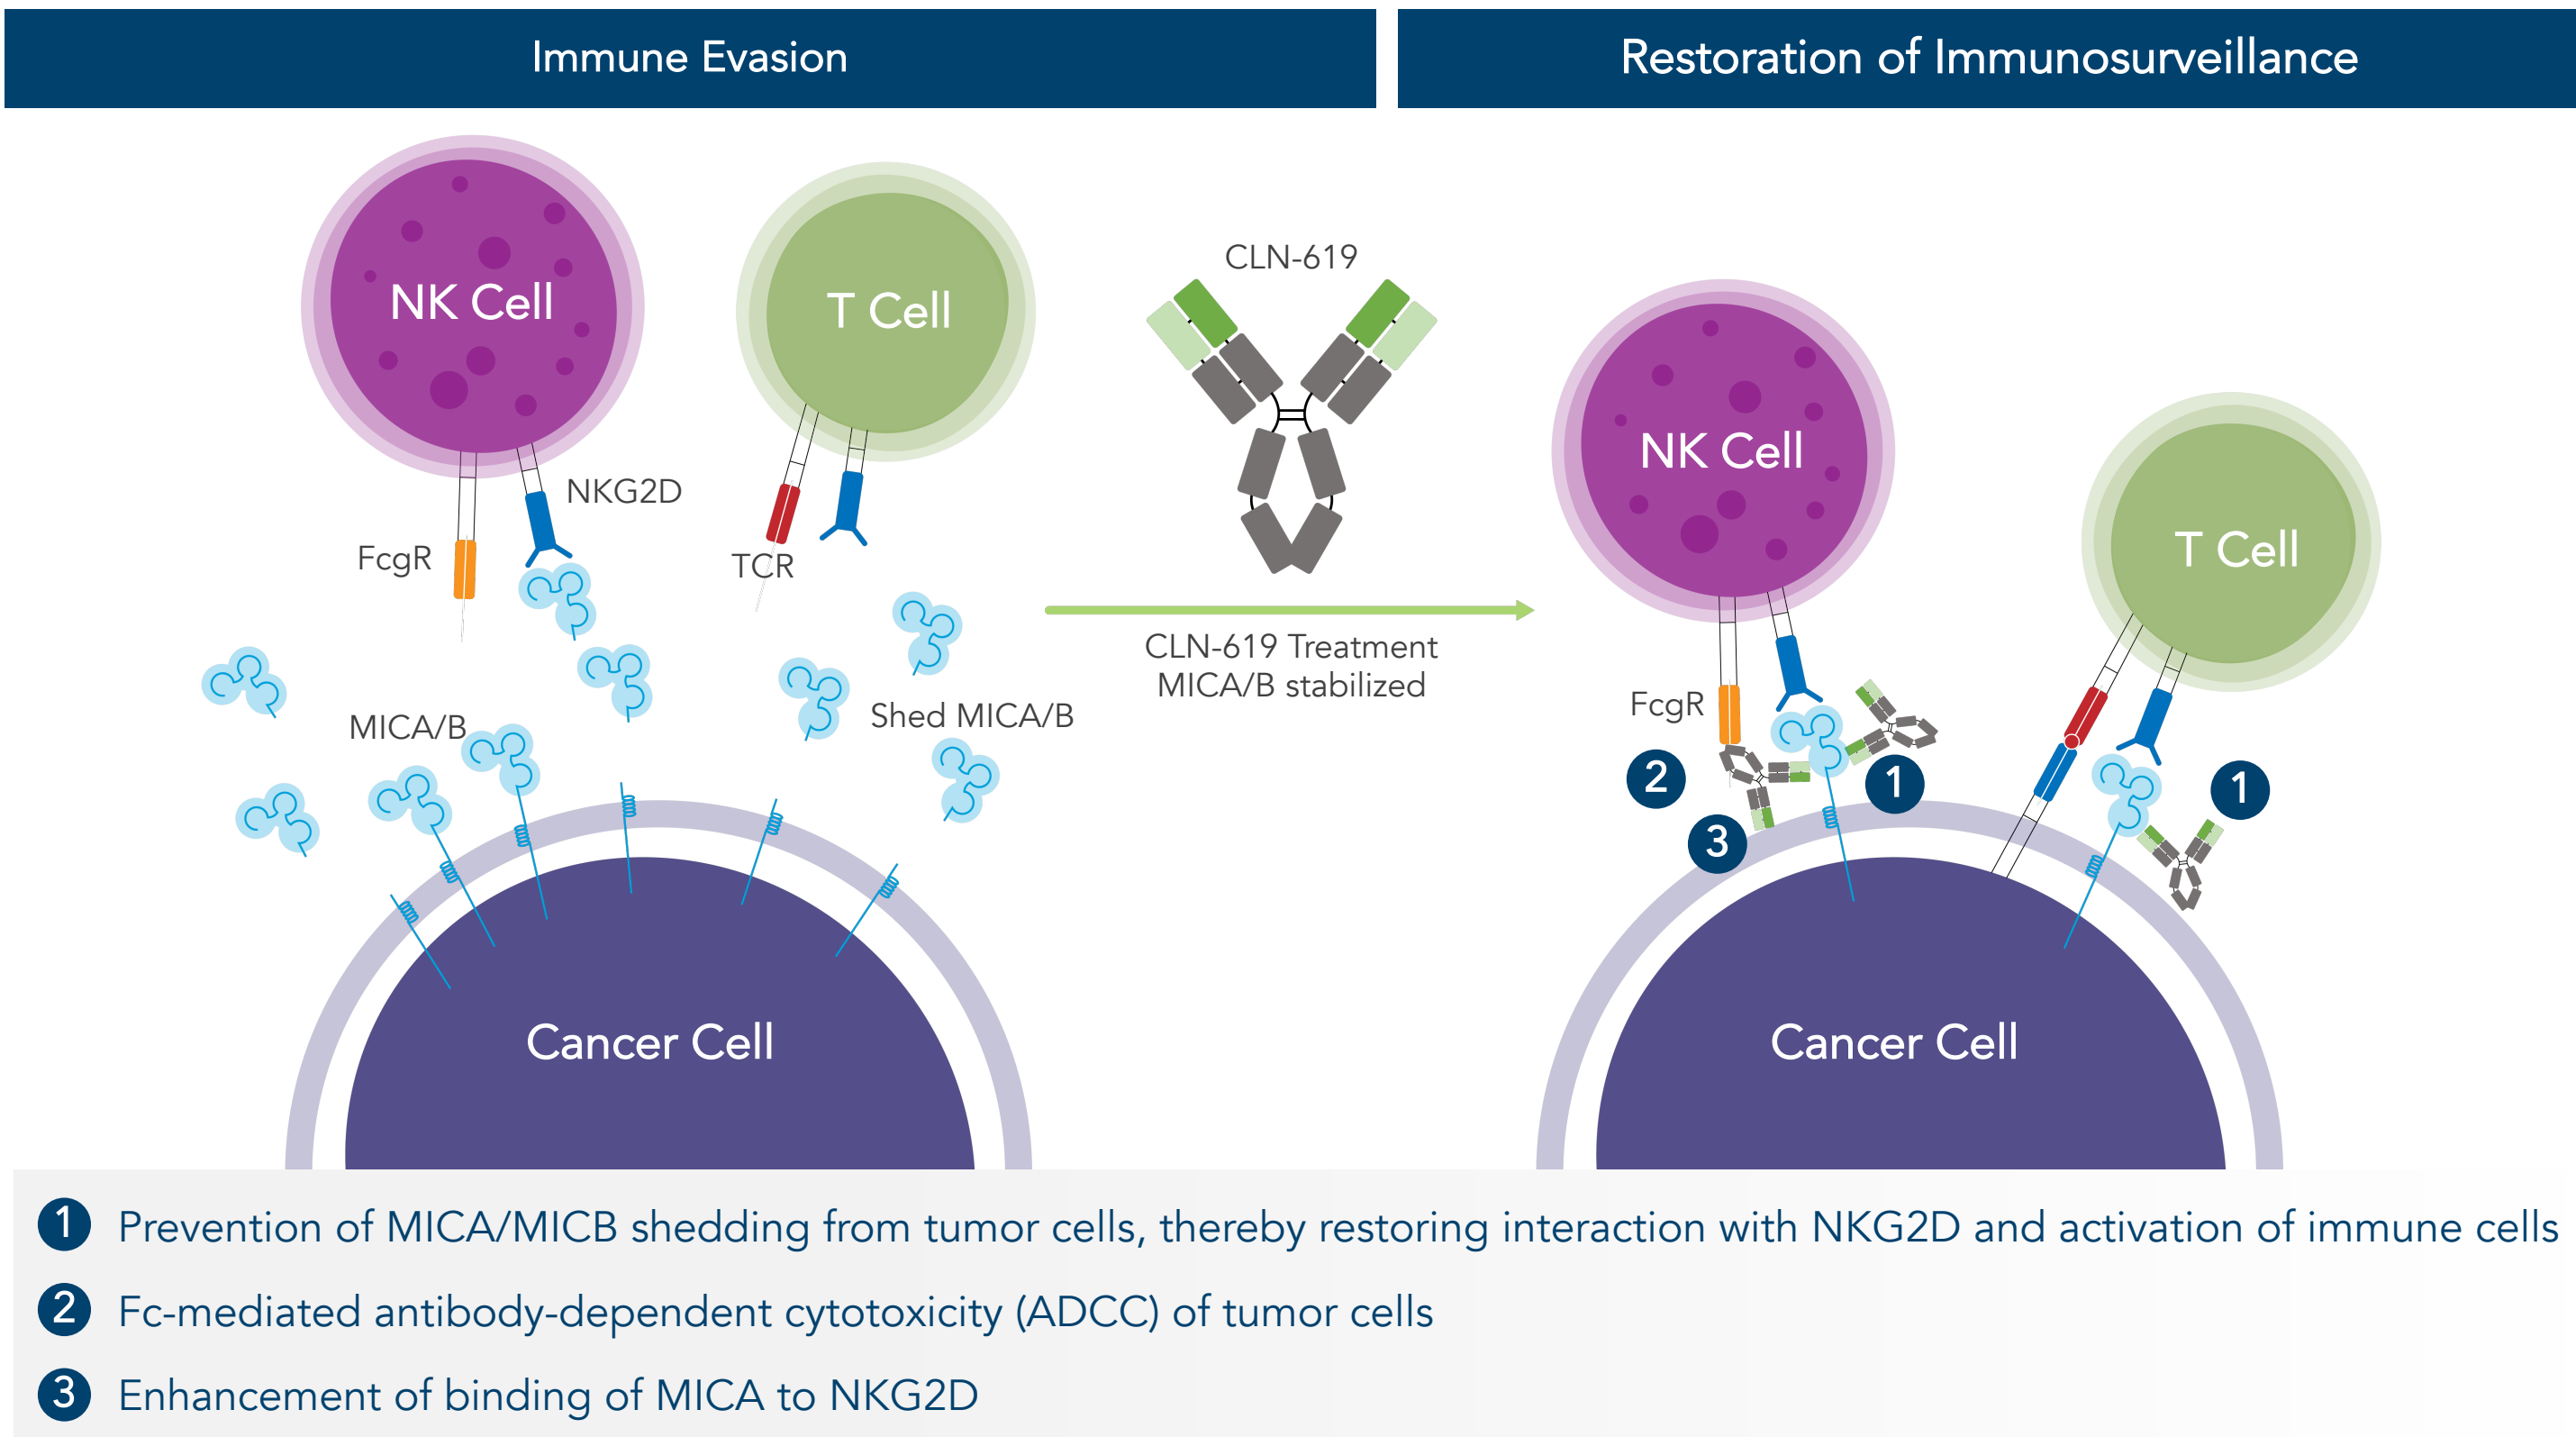 Immune Evasion
Restoration of Immunosurveillance
NK Cell
T Cell
CLN-619
NKG2D
FcgR
TCR
MICA/B
Shed MICA/B
CLN-619 Treatment
MICA/B stabilized
NK Cell
T Cell
FcgR
2
1
1
3
Cancer Cell
Cancer Cell
1 Prevention of MICA/MICB shedding from tumor cells, thereby restoring interaction with NKG2D and activation of immune cells
2 Fc-mediated antibody-dependent cytotoxicity (ADCC) of tumor cells
3 Enhancement of binding of MICA to NKG2D